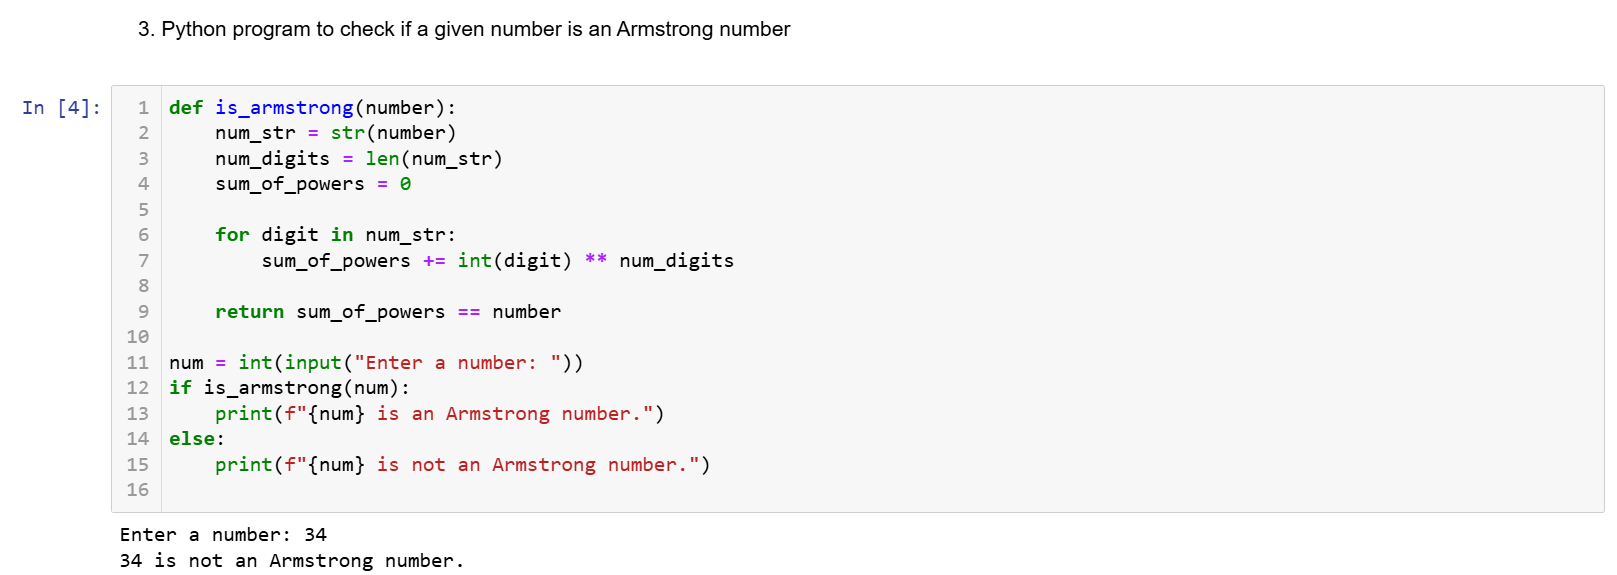 3. Python program to check if a given number is an Armstrong number
In [4]:
1 def is_armstrong(number):
2     num_str = str(number)
3     num_digits = len(num_str)
4     sum_of_powers = 0
5
6     for digit in num_str:
7         sum_of_powers += int(digit) ** num_digits
8
9     return sum_of_powers == number
10
11 num = int(input("Enter a number: "))
12 if is_armstrong(num):
13     print(f"{num} is an Armstrong number.")
14 else:
15     print(f"{num} is not an Armstrong number.")
16
Enter a number: 34
34 is not an Armstrong number.